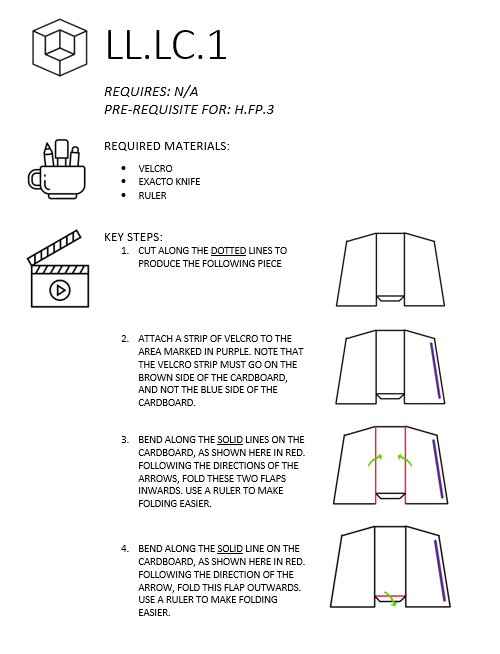 LL.LC.1
REQUIRES: N/A
PRE-REQUISITE FOR: H.FP.3
REQUIRED MATERIALS:
• VELCRO
• EXACTO KNIFE
• RULER
KEY STEPS:
1. CUT ALONG THE DOTTED LINES TO
PRODUCE THE FOLLOWING PIECE
2. ATTACH A STRIP OF VELCRO TO THE
AREA MARKED IN PURPLE. NOTE THAT
THE VELCRO STRIP MUST GO ON THE
BROWN SIDE OF THE CARDBOARD,
AND NOT THE BLUE SIDE OF THE
CARDBOARD.
3. BEND ALONG THE SOLID LINES ON THE
CARDBOARD, AS SHOWN HERE IN RED.
FOLLOWING THE DIRECTIONS OF THE
ARROWS, FOLD THESE TWO FLAPS
INWARDS. USE A RULER TO MAKE
FOLDING EASIER.
4. BEND ALONG THE SOLID LINE ON THE
CARDBOARD, AS SHOWN HERE IN RED.
FOLLOWING THE DIRECTION OF THE
ARROW, FOLD THIS FLAP OUTWARDS.
USE A RULER TO MAKE FOLDING
EASIER.